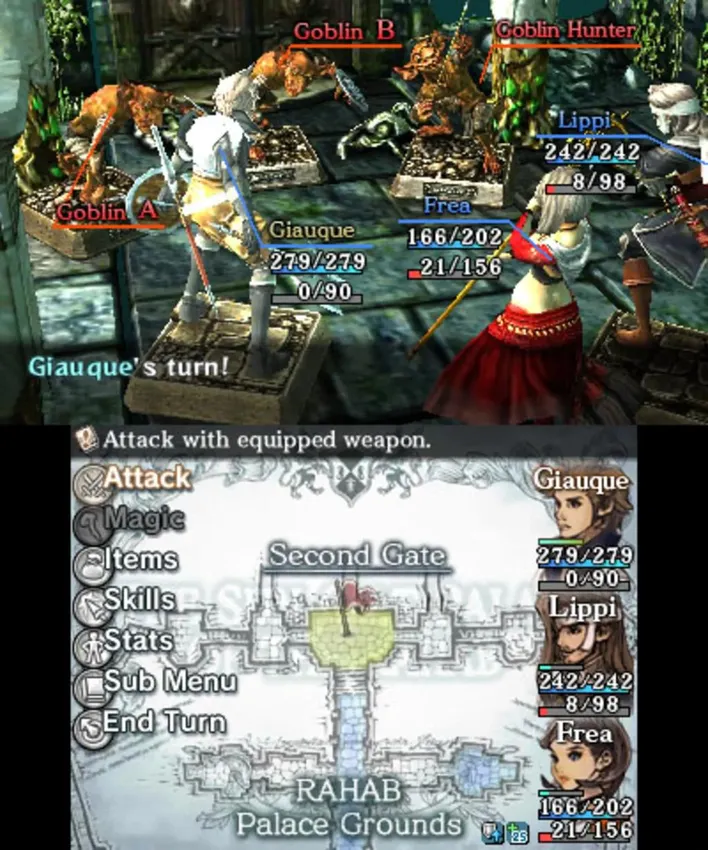 Goblin B
Goblin Hunter
Lippi
242/242
8/98
Goblin A
Frea
166/202
21/156
Giauque
279/279
0/90
Giauque's turn!
Attack with equipped weapon.
Attack
Magic
Items
Skills
Stats
Sub Menu
End Turn
Second Gate
RAHAB
Palace Grounds
+25
Giauque
279/279
0/90
Lippi
242/242
8/98
Frea
166/202
21/156